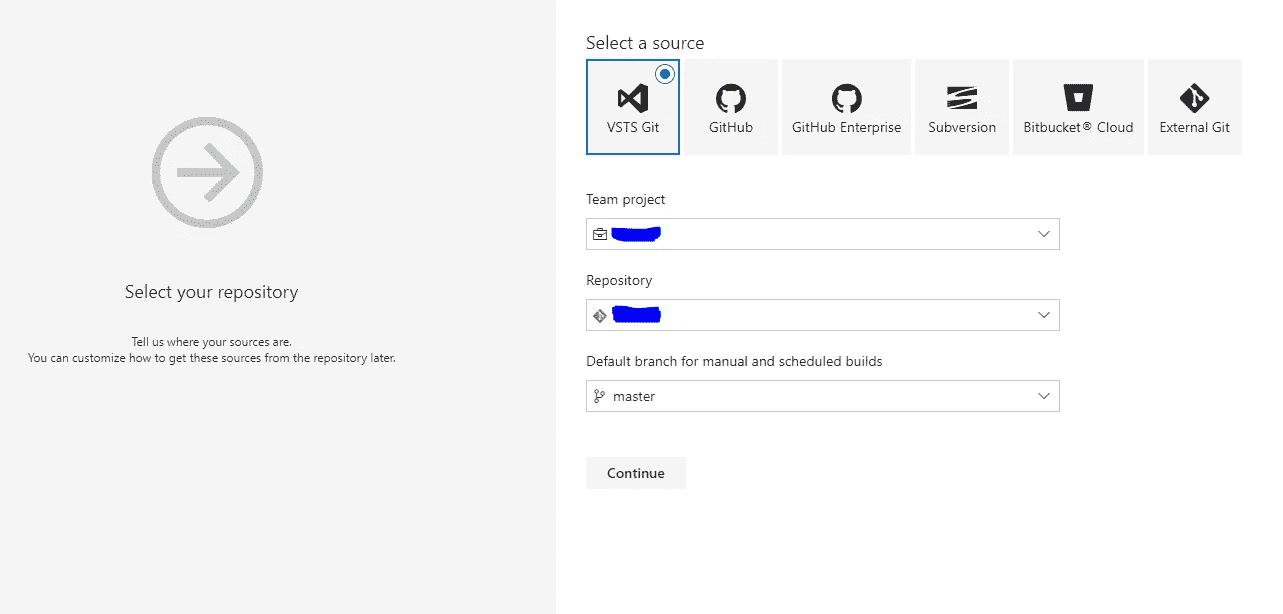 Select your repository
Tell us where your sources are.
You can customize how to get these sources from the repository later.
Select a source
VSTS Git
GitHub
GitHub Enterprise
Subversion
Bitbucket® Cloud
External Git
Team project
Repository
Default branch for manual and scheduled builds
master
Continue